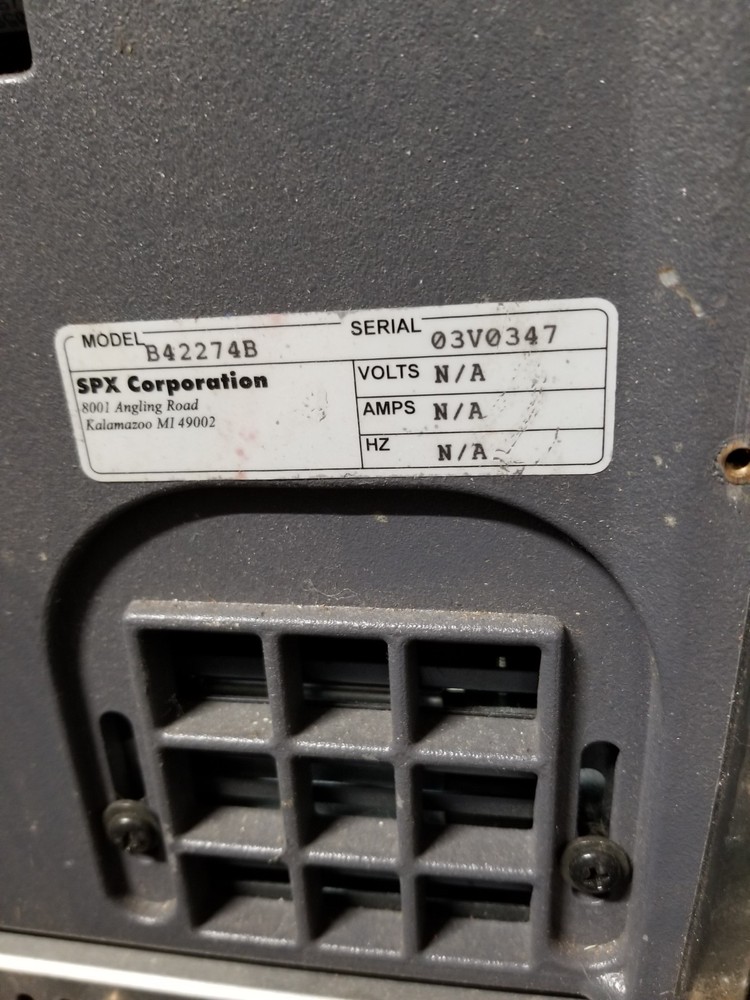 MODEL B42274B SERIAL 03V0347
SPX Corporation
8001 Angling Road
Kalamazoo MI 49002
VOLTS N/A
AMPS N/A
HZ N/A